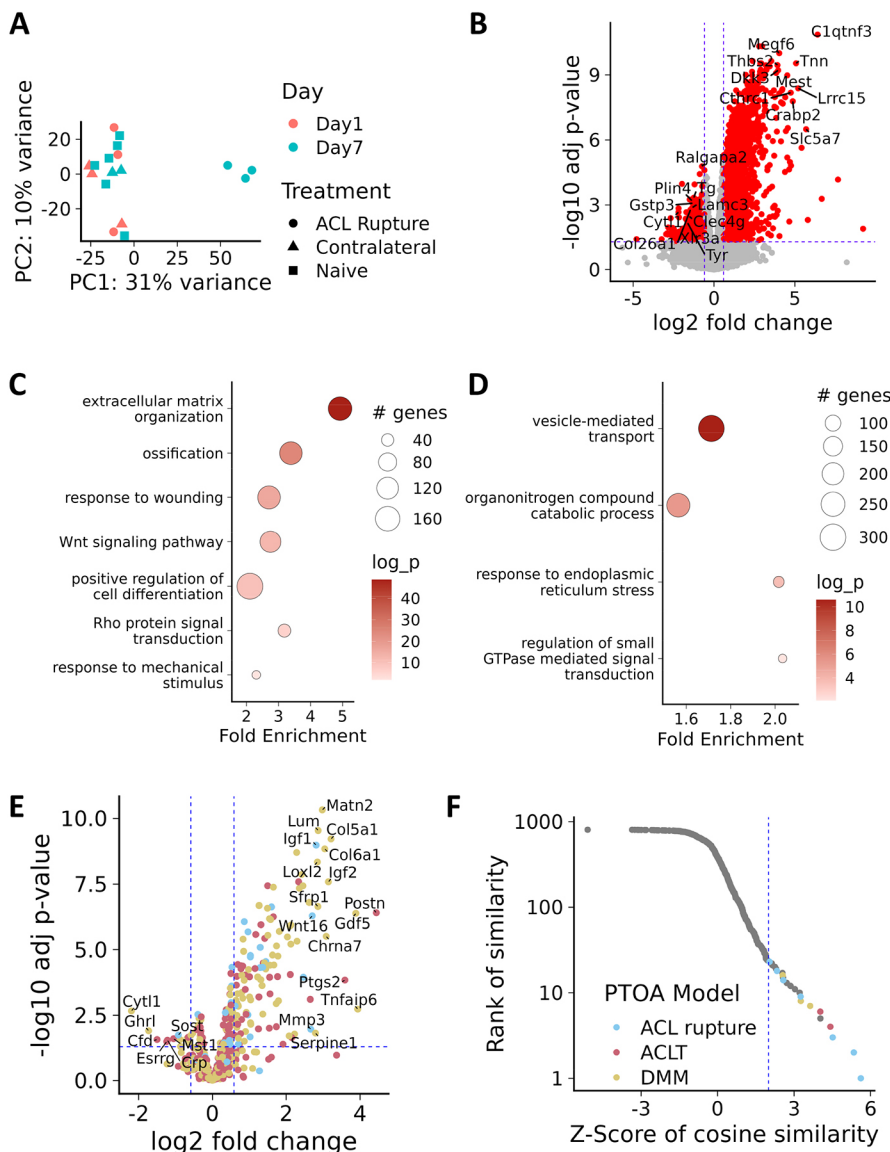 A
PC2: 10% variance
20
0
-20
-25
0
50
PC1: 31% variance
Day
Day1
Day7
Treatment
ACL Rupture
Contralateral
Naive
B
-log10 adj p-value
9
6
3
0
-5
0
5
log2 fold change
C1qtnf3
Megf6
Thbs2
Tnn
Dkk3
Mest
Cthrc1
Lrrc15
Crabp2
Slc5a7
Ralgapa2
Plin4
Tg
Gstp3
Lamc3
Cytl1
Clec4g
Col26a1
Tyr
C
extracellular matrix
organization
ossification
response to wounding
Wnt signaling pathway
positive regulation of
cell differentiation
Rho protein signal
transduction
response to mechanical
stimulus
2
3
4
5
Fold Enrichment
# genes
40
80
120
160
log_p
40
30
20
10
D
vesicle-mediated
transport
organonitrogen compound
catabolic process
response to endoplasmic
reticulum stress
regulation of small
GTPase mediated signal
transduction
1.6
1.8
2.0
Fold Enrichment
# genes
100
150
200
250
300
log_p
10
8
6
4
E
-log10 adj p-value
10.0
7.5
5.0
2.5
0.0
-2
0
2
4
log2 fold change
Matn2
Lum
Col5a1
Igf1
Col6a1
Loxl2
Igf2
Sfrp1
Postn
Wnt16
Gdf5
Chrna7
Ptgs2
Tnfaip6
Mmp3
Serpine1
Cytl1
Ghrl
Sost
Cfd
Mst1
Esrrg
Crp
F
Rank of similarity
1000
100
10
1
-3
0
3
6
Z-Score of cosine similarity
PTOA Model
ACL rupture
ACLT
DMM